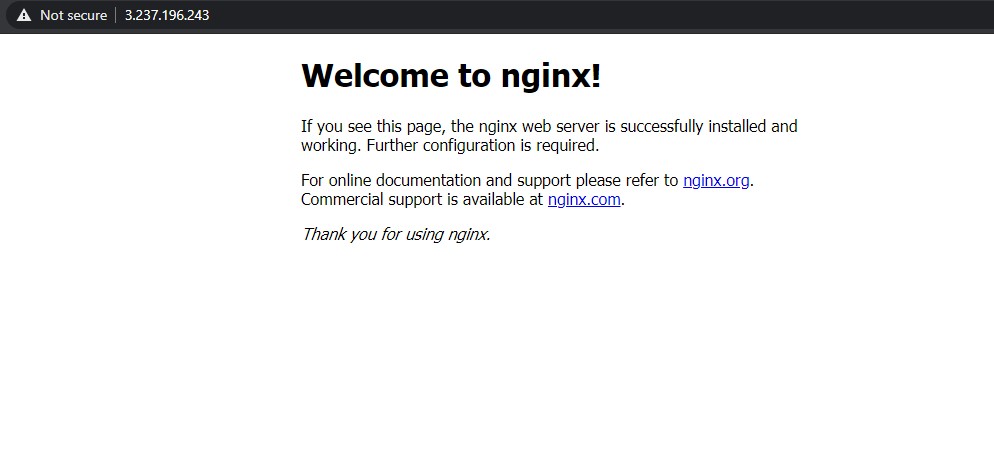 Not secure 3.237.196.243
Welcome to nginx!
If you see this page, the nginx web server is successfully installed and
working. Further configuration is required.
For online documentation and support please refer to nginx.org.
Commercial support is available at nginx.com.
Thank you for using nginx.